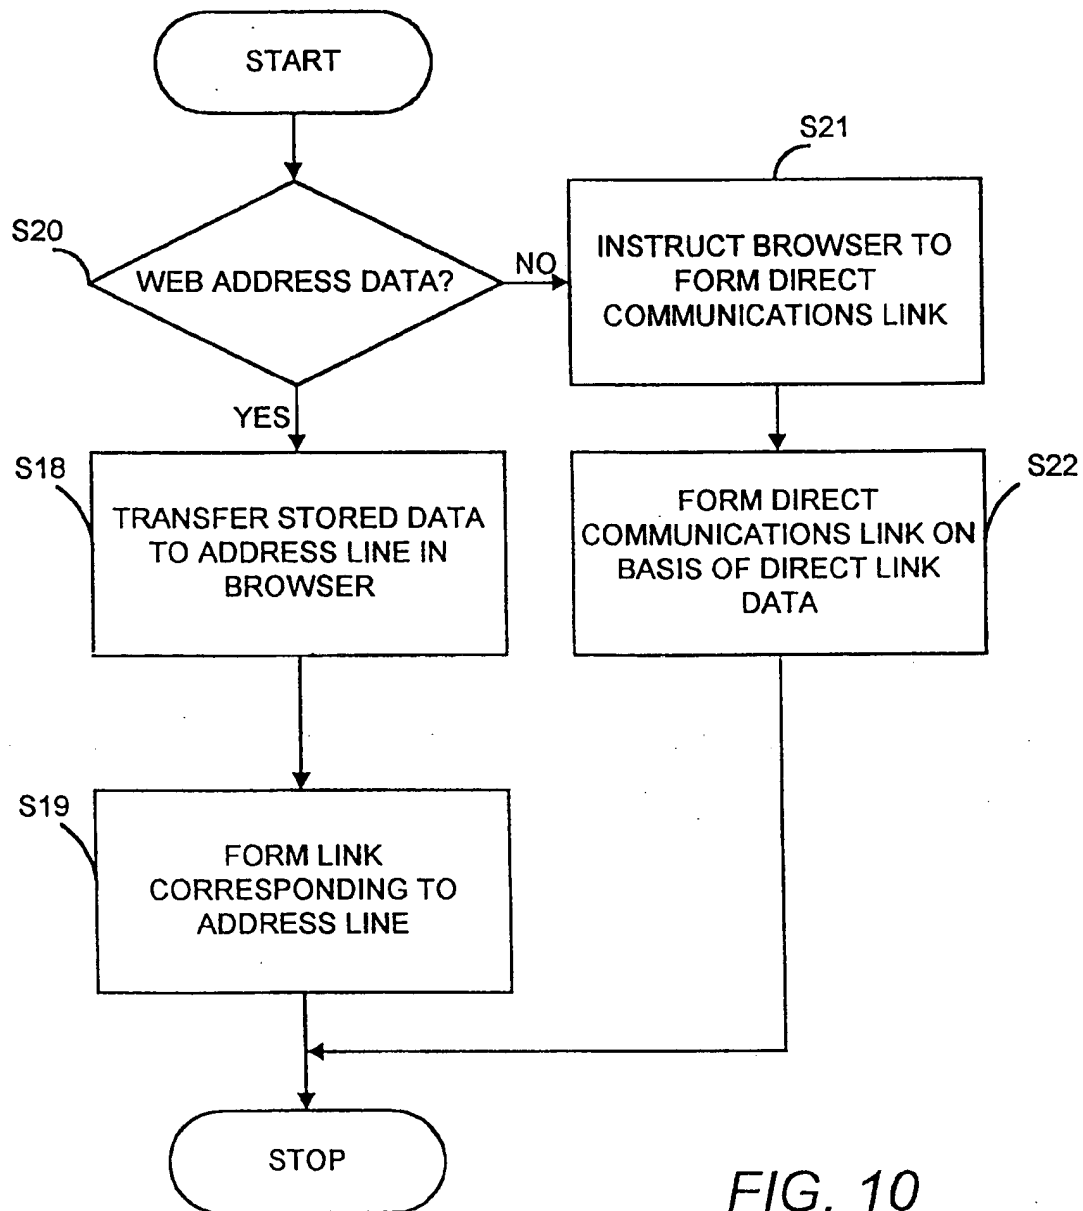 START
S20
WEB ADDRESS DATA?
NO
S21
INSTRUCT BROWSER TO
FORM DIRECT
COMMUNICATIONS LINK
YES
S18
TRANSFER STORED DATA
TO ADDRESS LINE IN
BROWSER
S22
FORM DIRECT
COMMUNICATIONS LINK ON
BASIS OF DIRECT LINK
DATA
S19
FORM LINK
CORRESPONDING TO
ADDRESS LINE
STOP
FIG. 10